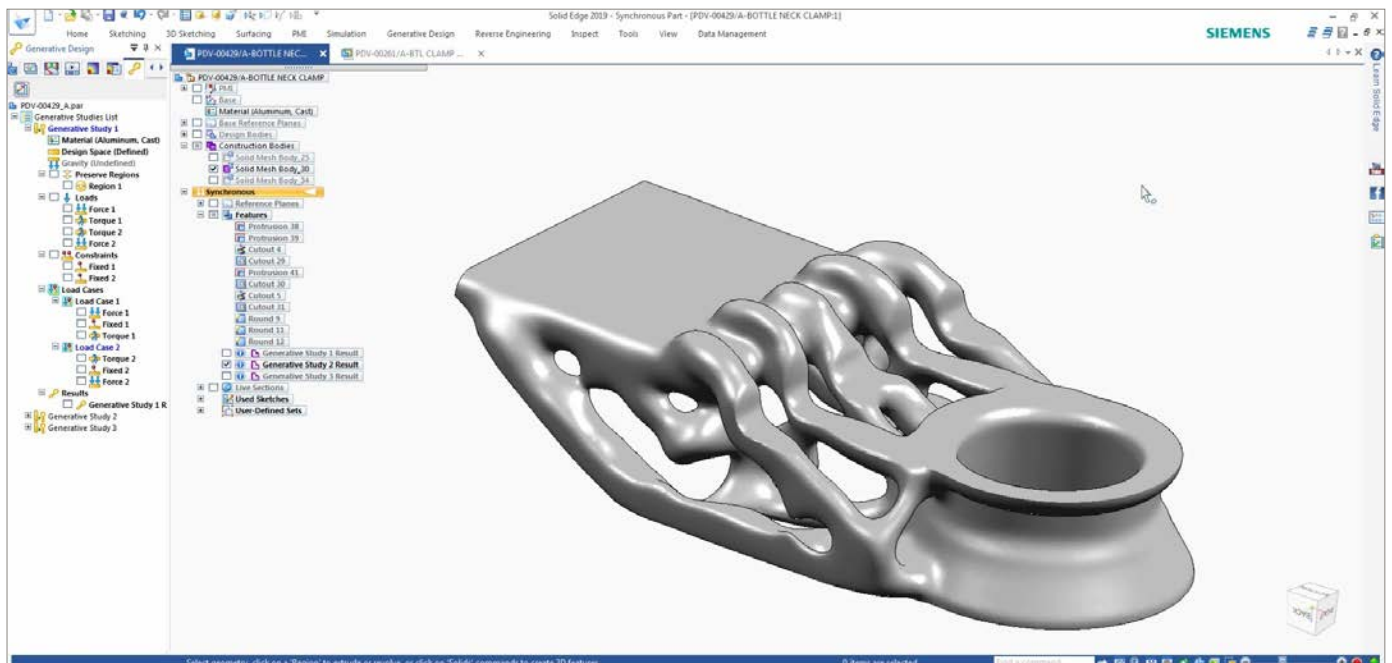 Solid Edge 2019 - Synchronous Part - [PDV-00429/A-BOTTLE NECK CLAMP:1]
Home Sketching 3D Sketching Surfacing PMI Simulation Generative Design Reverse Engineering Inspect Tools View Data Management
SIEMENS
Generative Design
PDV-00429/A-BOTTLE NEC...
PDV-00261/A-BTL CLAMP ...
PDV-00429_A.par
Generative Studies List
Generative Study 1
Material (Aluminum, Cast)
Design Space (Defined)
Gravity (Undefined)
Preserve Regions
Region 1
Loads
Force 1
Torque 1
Torque 2
Force 2
Constraints
Fixed 1
Fixed 2
Load Cases
Load Case 1
Force 1
Fixed 1
Torque 1
Load Case 2
Torque 2
Fixed 2
Force 2
Results
Generative Study 1 R
Generative Study 2
Generative Study 3
PDV-00429/A-BOTTLE NECK CLAMP
PMI
Base
Material (Aluminum, Cast)
Base Reference Planes
Design Bodies
Construction Bodies
Solid Mesh Body_25
Solid Mesh Body_30
Solid Mesh Body_34
Synchronous
Reference Planes
Features
Protrusion 38
Protrusion 39
Cutout 4
Cutout 29
Protrusion 41
Cutout 30
Cutout 5
Cutout 31
Round 9
Round 11
Round 12
Generative Study 1 Result
Generative Study 2 Result
Generative Study 3 Result
Live Sections
Used Sketches
User-Defined Sets
Learn Solid Edge
BACK
0 items are selected